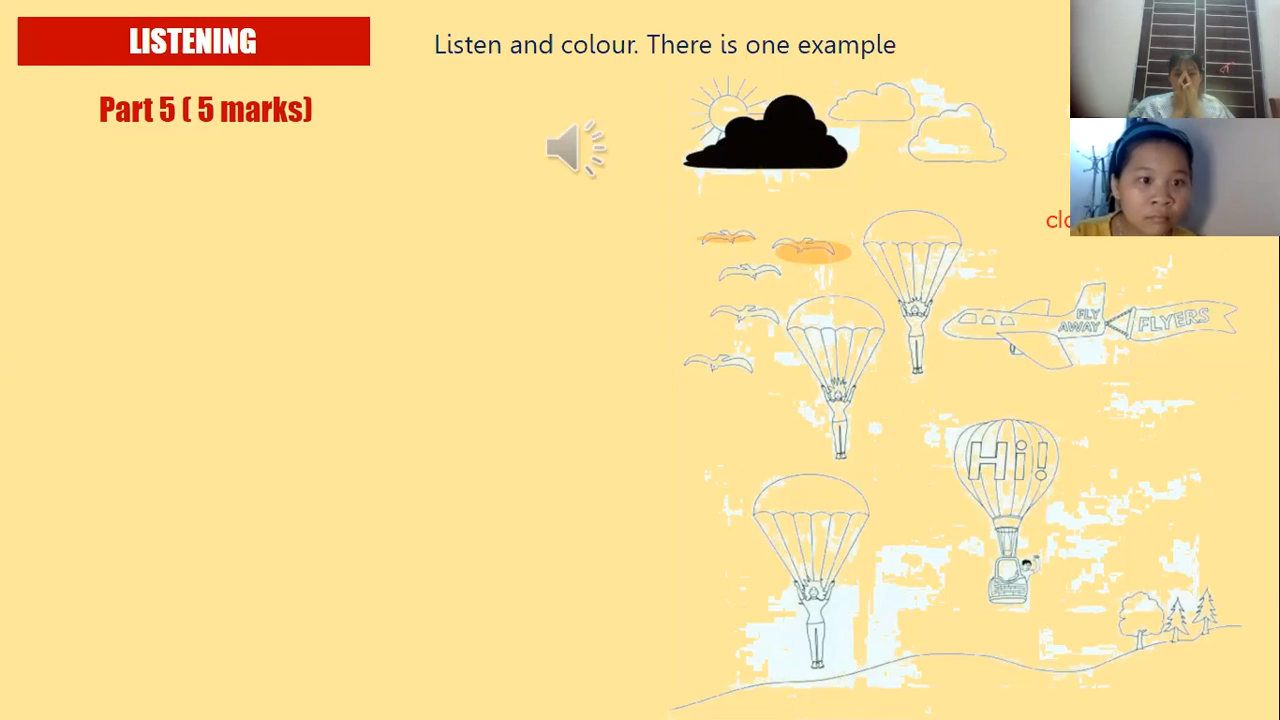 LISTENING
Listen and colour. There is one example
Part 5 ( 5 marks)
FLY
AWAY
FLYERS
Hi!